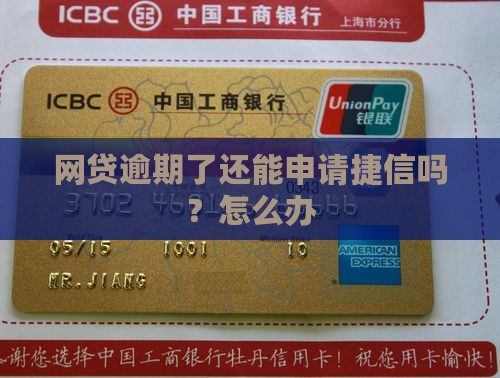 ICBC 中国工商银行 上海市分行
ICBC 中国工商银行
UnionPay
银联
网贷逾期了还能申请捷信吗
？怎么办
0343
3702
05/15 1001 10
AMERICAN
EXPRESS
MR.JIANG
谢您选择中国工商银行牡丹信用卡！祝您用卡愉快！